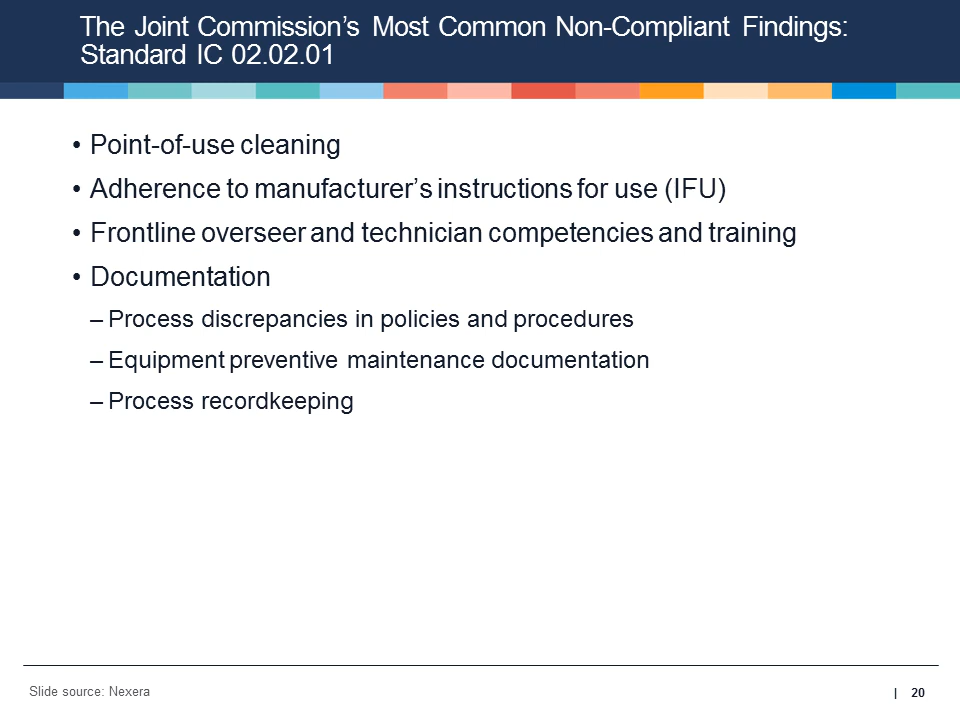 The Joint Commission’s Most Common Non-Compliant Findings:
Standard IC 02.02.01
• Point-of-use cleaning
• Adherence to manufacturer’s instructions for use (IFU)
• Frontline overseer and technician competencies and training
• Documentation
– Process discrepancies in policies and procedures
– Equipment preventive maintenance documentation
– Process recordkeeping
Slide source: Nexera
| 20